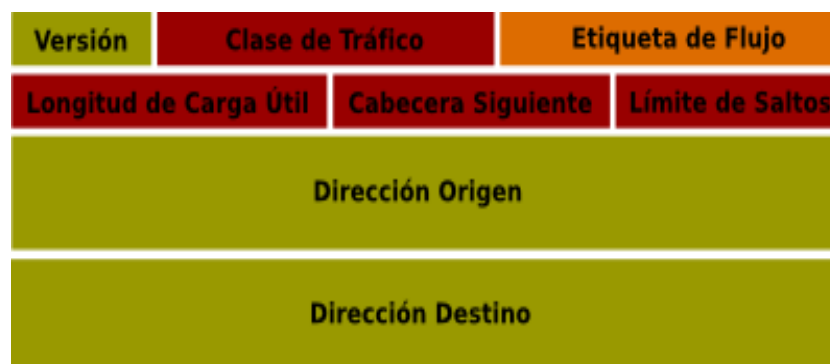 Versión Clase de Tráfico Etiqueta de Flujo
Longitud de Carga Útil Cabecera Siguiente Límite de Saltos
Dirección Origen
Dirección Destino